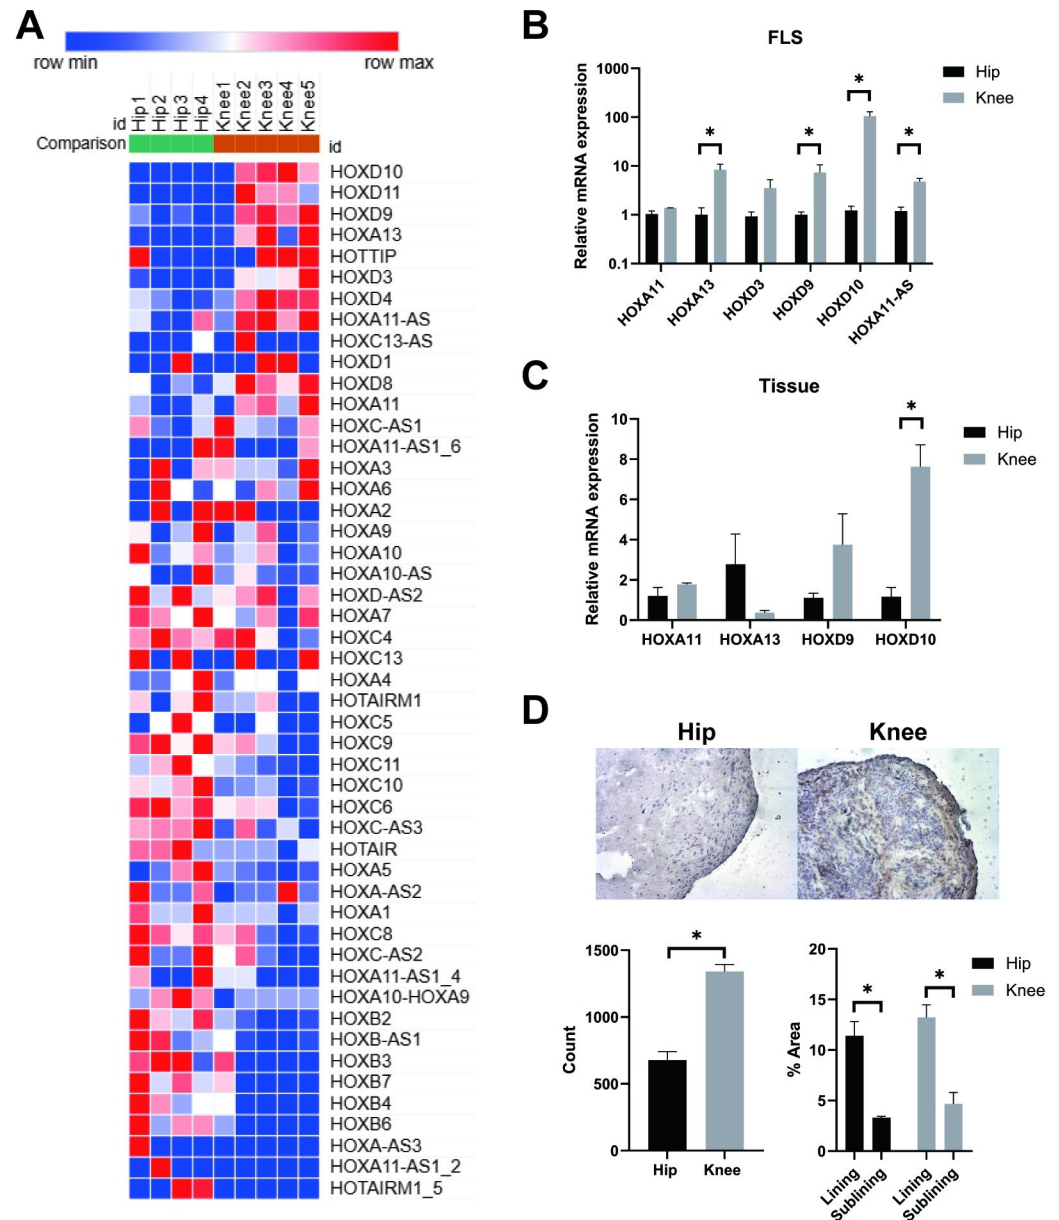 A
row min row max
id Hip1 Hip2 Hip3 Hip4 Knee1 Knee2 Knee3 Knee4 Knee5
Comparison id
HOXD10
HOXD11
HOXD9
HOXA13
HOTTIP
HOXD3
HOXD4
HOXA11-AS
HOXC13-AS
HOXD1
HOXD8
HOXA11
HOXC-AS1
HOXA11-AS1_6
HOXA3
HOXA6
HOXA2
HOXA9
HOXA10
HOXA10-AS
HOXD-AS2
HOXA7
HOXC4
HOXC13
HOXA4
HOTAIRM1
HOXC5
HOXC9
HOXC11
HOXC10
HOXC6
HOXC-AS3
HOTAIR
HOXA5
HOXA-AS2
HOXA1
HOXC8
HOXC-AS2
HOXA11-AS1_4
HOXA10-HOXA9
HOXB2
HOXB-AS1
HOXB3
HOXB7
HOXB4
HOXB6
HOXA-AS3
HOXA11-AS1_2
HOTAIRM1_5
B
FLS
Relative mRNA expression
1000
100
10
1
0.1
* * * *
HOXA11 HOXA13 HOXD3 HOXD9 HOXD10 HOXA11-AS
Hip
Knee
C
Tissue
Relative mRNA expression
10
8
6
4
2
0
*
HOXA11 HOXA13 HOXD9 HOXD10
Hip
Knee
D
Hip Knee
Count
1500
1000
500
0
*
Hip Knee
% Area
20
15
10
5
0
* *
Lining Sublining Lining Sublining
Hip
Knee